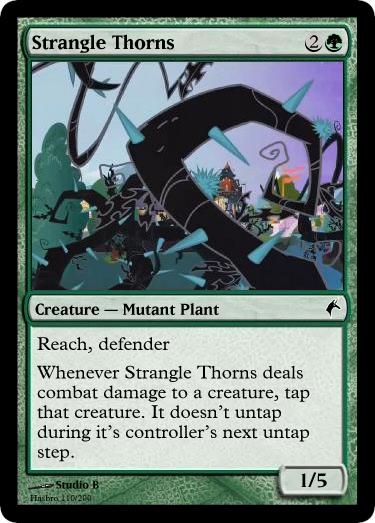 Strangle Thorns 2
Creature — Mutant Plant
Reach, defender
Whenever Strangle Thorns deals
combat damage to a creature, tap
that creature. It doesn't untap
during it's controller's next untap
step.
1/5
Studio B
Hasbro 110/200